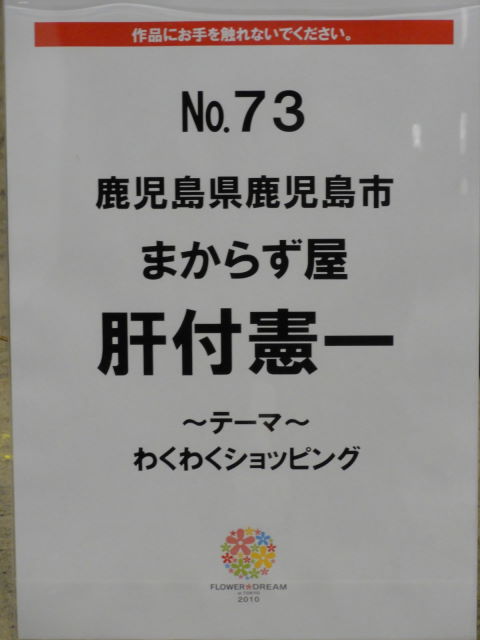 作品にお手を触れないでください。
No.73
鹿児島県鹿児島市
まからず屋
肝付憲一
～テーマ～
わくわくショッピング
FLOWER★DREAM
in TOKYO
2010